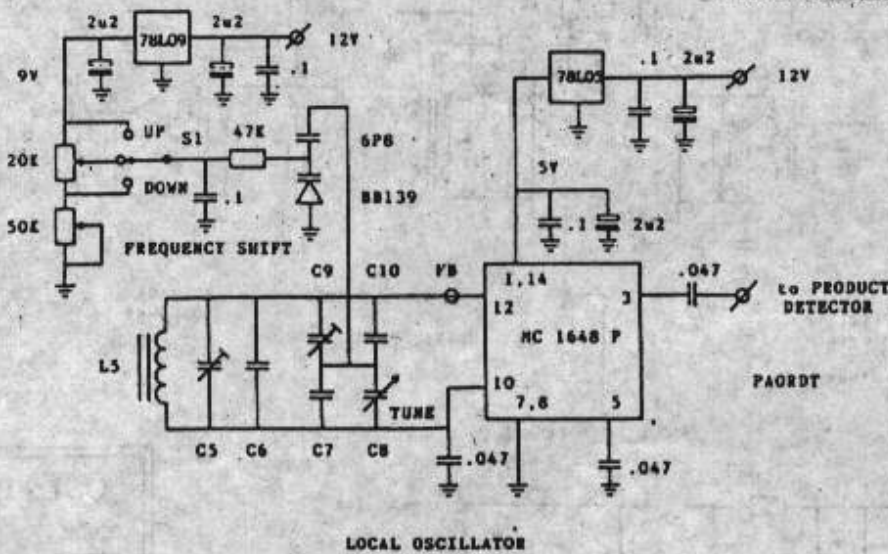 2u2
78L09
2u2
12V
.1
9V
UP
S1
47K
6P8
20K
DOWN
.1
BB139
50K
FREQUENCY SHIFT
78L05
.1
2u2
12V
5V
.1
2u2
C9
C10
FB
1,14
12
3
.047
to PRODUCT
DETECTOR
L5
MC 1648 P
10
PA0RDT
TUNE
7,8
5
C5
C6
C7
C8
.047
.047
LOCAL OSCILLATOR